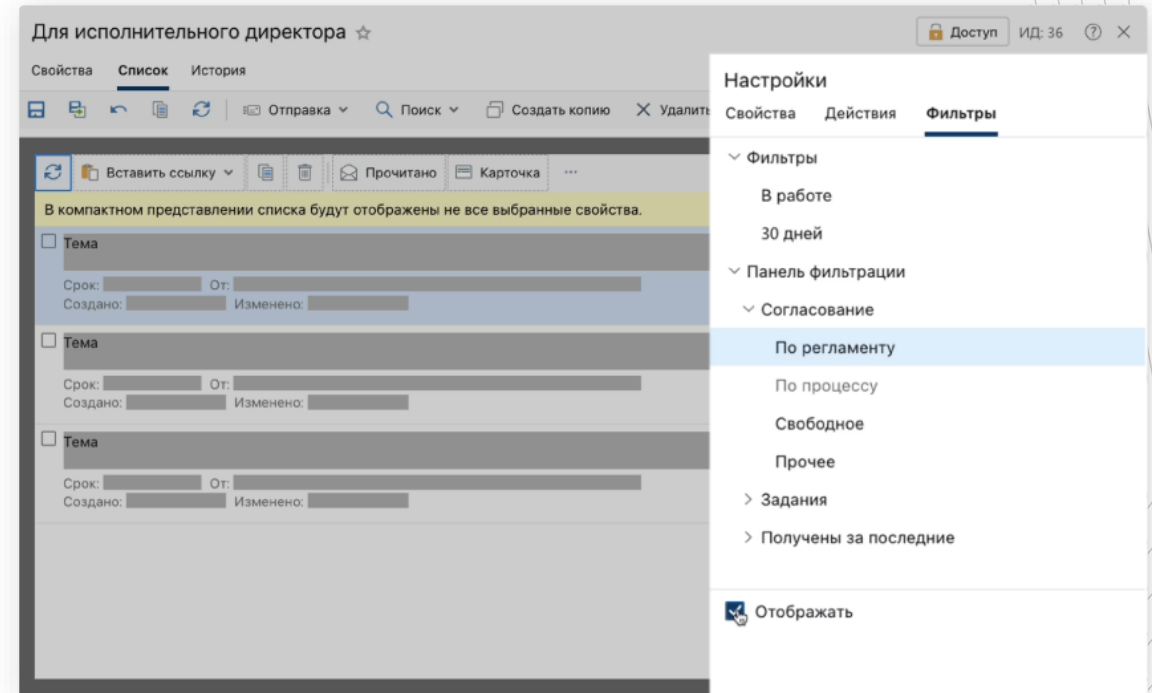 Для исполнительного директора
Доступ ИД: 36
Свойства Список История
Отправка Поиск Создать копию Удалить
Вставить ссылку Прочитано Карточка ...
В компактном представлении списка будут отображены не все выбранные свойства.
Тема
Срок: От:
Создано: Изменено:
Тема
Срок: От:
Создано: Изменено:
Тема
Срок: От:
Создано: Изменено:
Настройки
Свойства Действия Фильтры
Фильтры
В работе
30 дней
Панель фильтрации
Согласование
По регламенту
По процессу
Свободное
Прочее
Задания
Получены за последние
Отображать